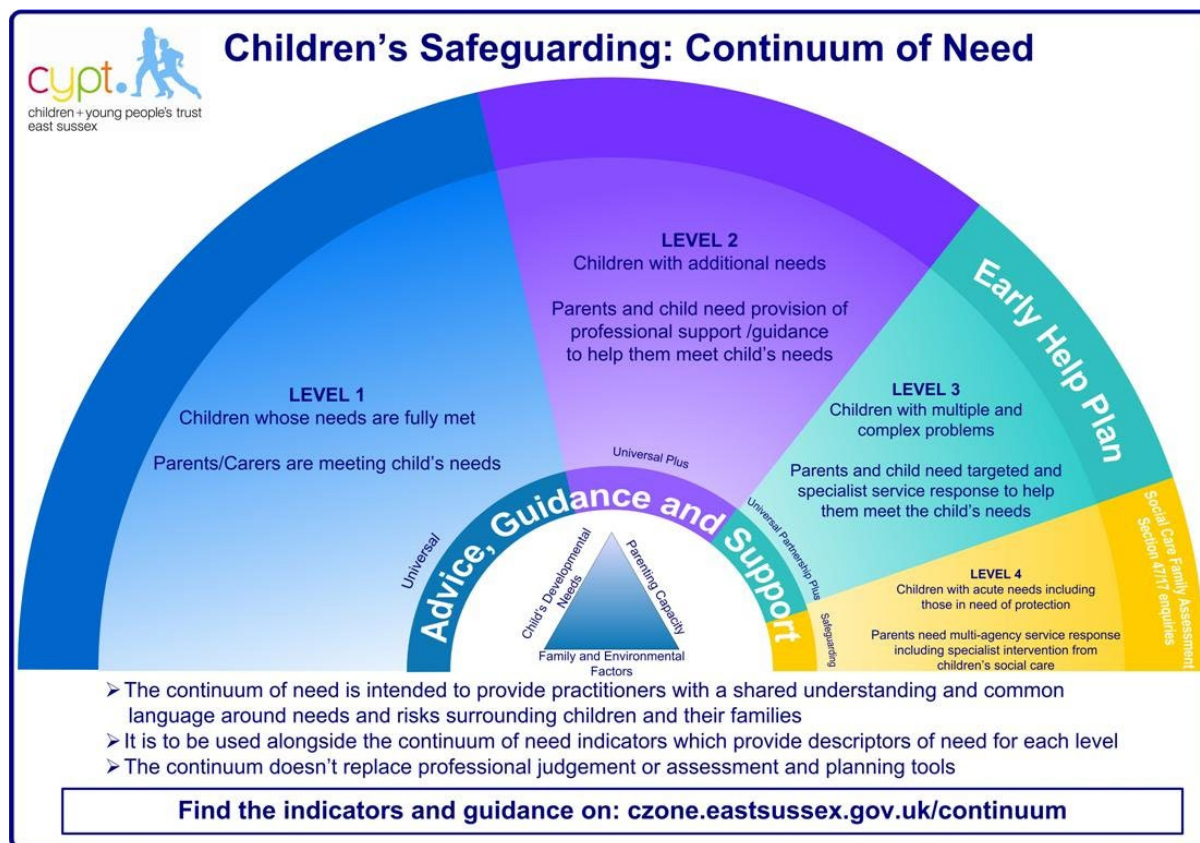 Children's Safeguarding: Continuum of Need
cypt.
children + young people's trust
east sussex
LEVEL 1
Children whose needs are fully met
Parents/Carers are meeting child's needs
LEVEL 2
Children with additional needs
Parents and child need provision of
professional support /guidance
to help them meet child's needs
Early Help Plan
LEVEL 3
Children with multiple and
complex problems
Parents and child need targeted and
specialist service response to help
them meet the child's needs
Social Care Family Assessment
Section 47/17 enquiries
LEVEL 4
Children with acute needs including
those in need of protection
Parents need multi-agency service response
including specialist intervention from
children's social care
Universal
Universal Plus
Universal Partnership Plus
Safeguarding
Advice, Guidance and Support
Child's Developmental
Needs
Parenting Capacity
Family and Environmental
Factors
➢ The continuum of need is intended to provide practitioners with a shared understanding and common
language around needs and risks surrounding children and their families
➢ It is to be used alongside the continuum of need indicators which provide descriptors of need for each level
➢ The continuum doesn't replace professional judgement or assessment and planning tools
Find the indicators and guidance on: czone.eastsussex.gov.uk/continuum